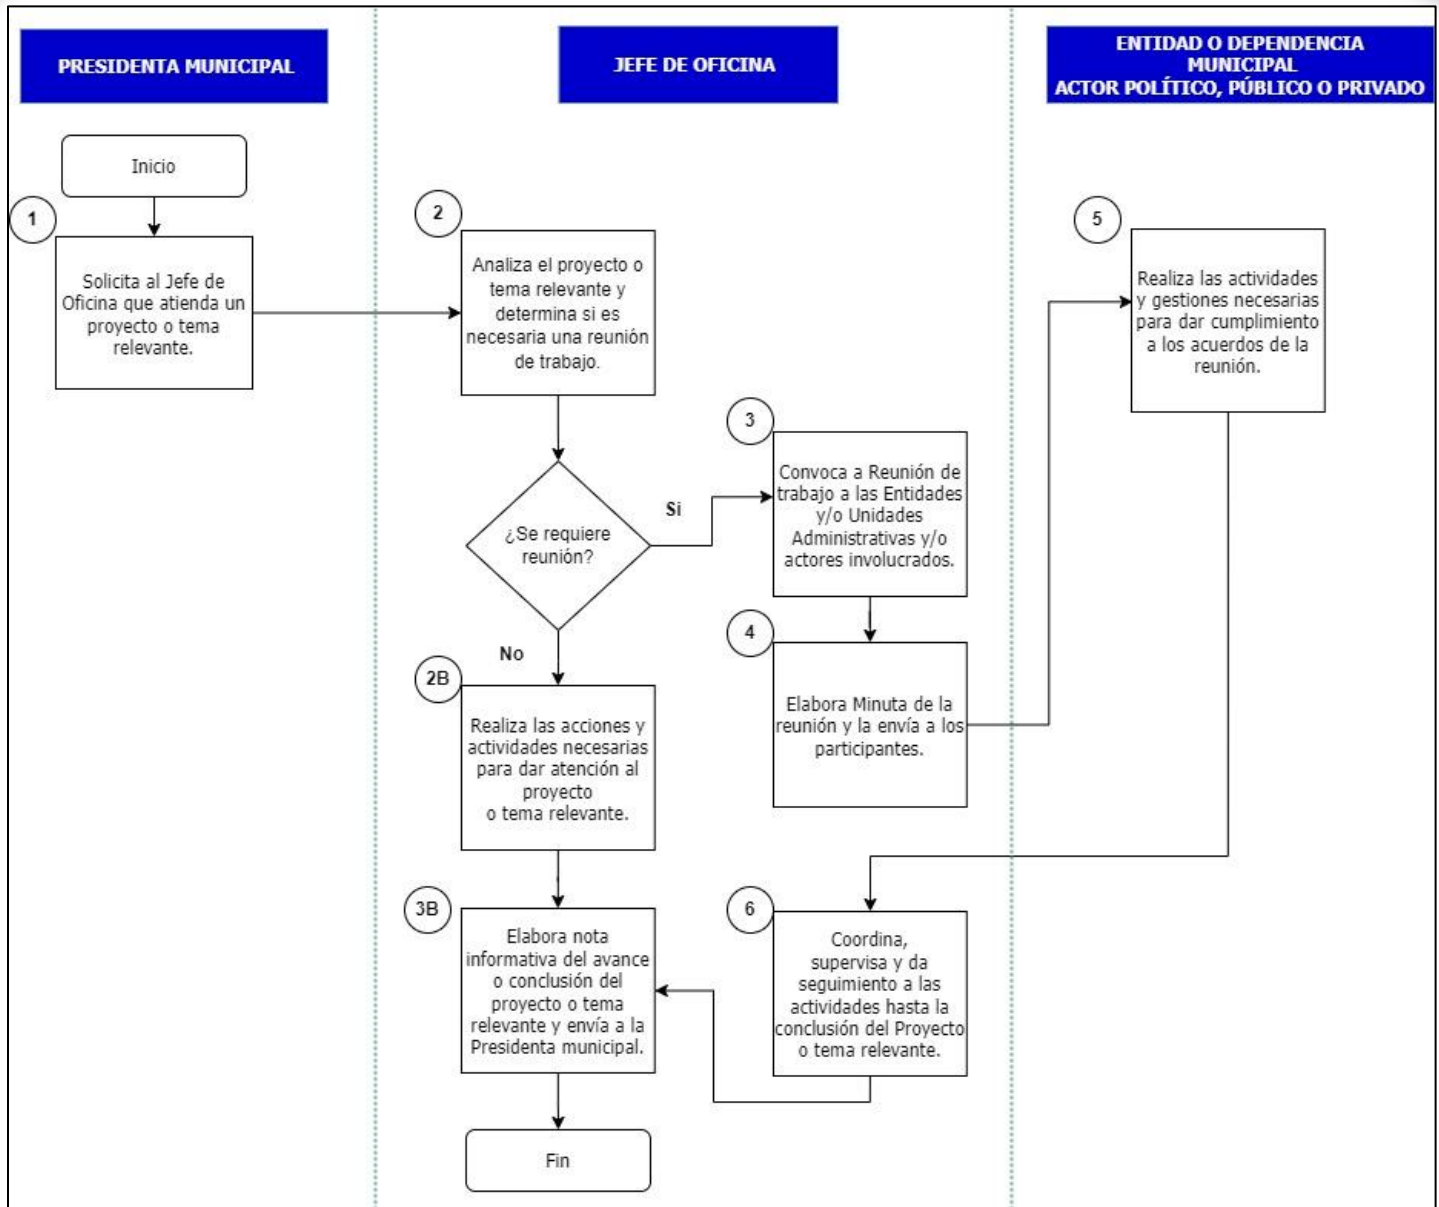 PRESIDENTA MUNICIPAL
JEFE DE OFICINA
ENTIDAD O DEPENDENCIA
MUNICIPAL
ACTOR POLÍTICO, PÚBLICO O PRIVADO
Inicio
1
Solicita al Jefe de
Oficina que atienda un
proyecto o tema
relevante.
2
Analiza el proyecto o
tema relevante y
determina si es
necesaria una reunión
de trabajo.
¿Se requiere
reunión?
Si
No
3
Convoca a Reunión de
trabajo a las Entidades
y/o Unidades
Administrativas y/o
actores involucrados.
4
Elabora Minuta de la
reunión y la envía a los
participantes.
5
Realiza las actividades
y gestiones necesarias
para dar cumplimiento
a los acuerdos de la
reunión.
2B
Realiza las acciones y
actividades necesarias
para dar atención al
proyecto
o tema relevante.
6
Coordina,
supervisa y da
seguimiento a las
actividades hasta la
conclusión del Proyecto
o tema relevante.
3B
Elabora nota
informativa del avance
o conclusión del
proyecto o tema
relevante y envía a la
Presidenta municipal.
Fin